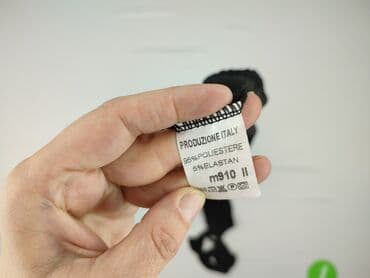 PRODUZIONE ITALY
95%POLIESTERE
5%ELASTAN
m910 II